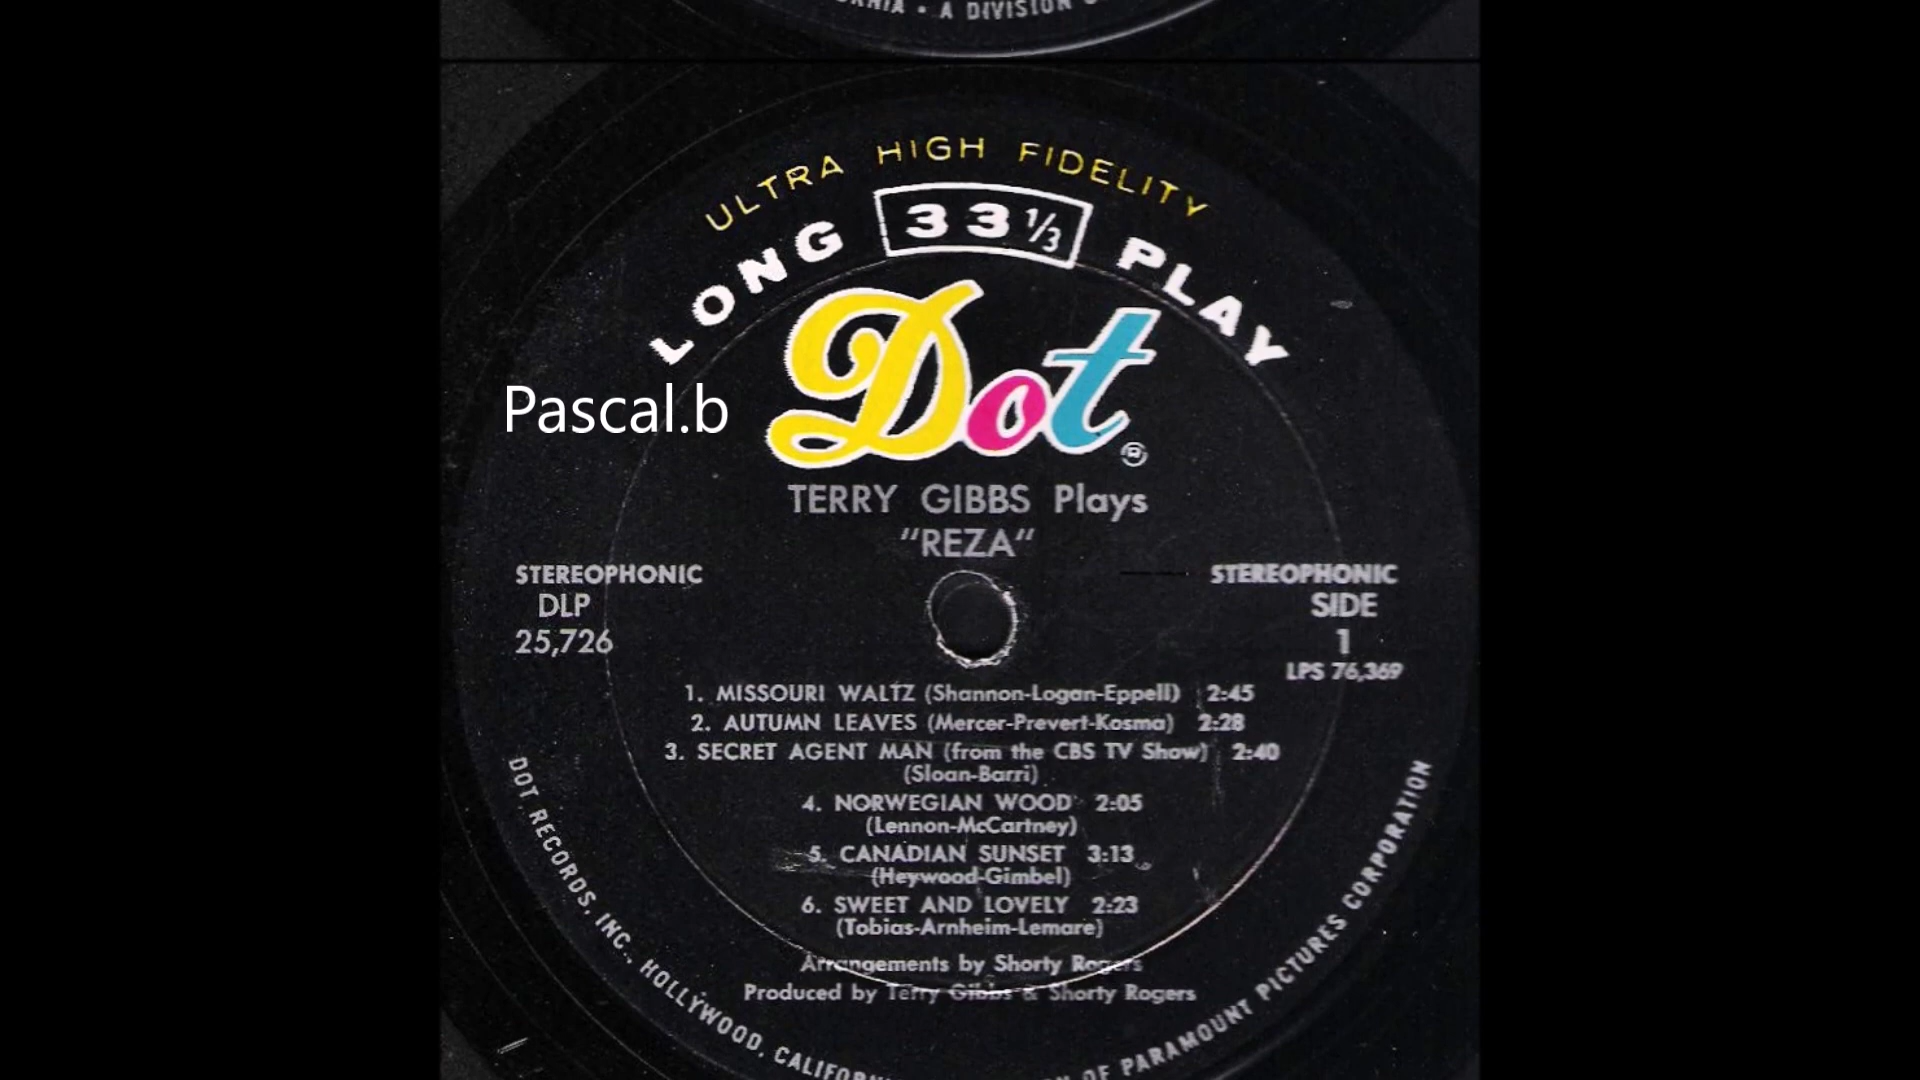 A DIVISION
ULTRA HIGH FIDELITY
LONG 33 1/3 PLAY
Dot®
Pascal.b
TERRY GIBBS Plays
"REZA"
STEREOPHONIC
DLP
25,726
STEREOPHONIC
SIDE
1
LPS 76,369
1. MISSOURI WALTZ (Shannon-Logan-Eppell) 2:45
2. AUTUMN LEAVES (Mercer-Prevert-Kosma) 2:28
3. SECRET AGENT MAN (from the CBS TV Show) 2:40
(Sloan-Barri)
4. NORWEGIAN WOOD 2:05
(Lennon-McCartney)
5. CANADIAN SUNSET 3:13
(Heywood-Gimbel)
6. SWEET AND LOVELY 2:23
(Tobias-Arnheim-Lemare)
Arrangements by Shorty Rogers
Produced by Terry Gibbs & Shorty Rogers
DOT RECORDS, INC., HOLLYWOOD, OF PARAMOUNT PICTURES CORPORATION